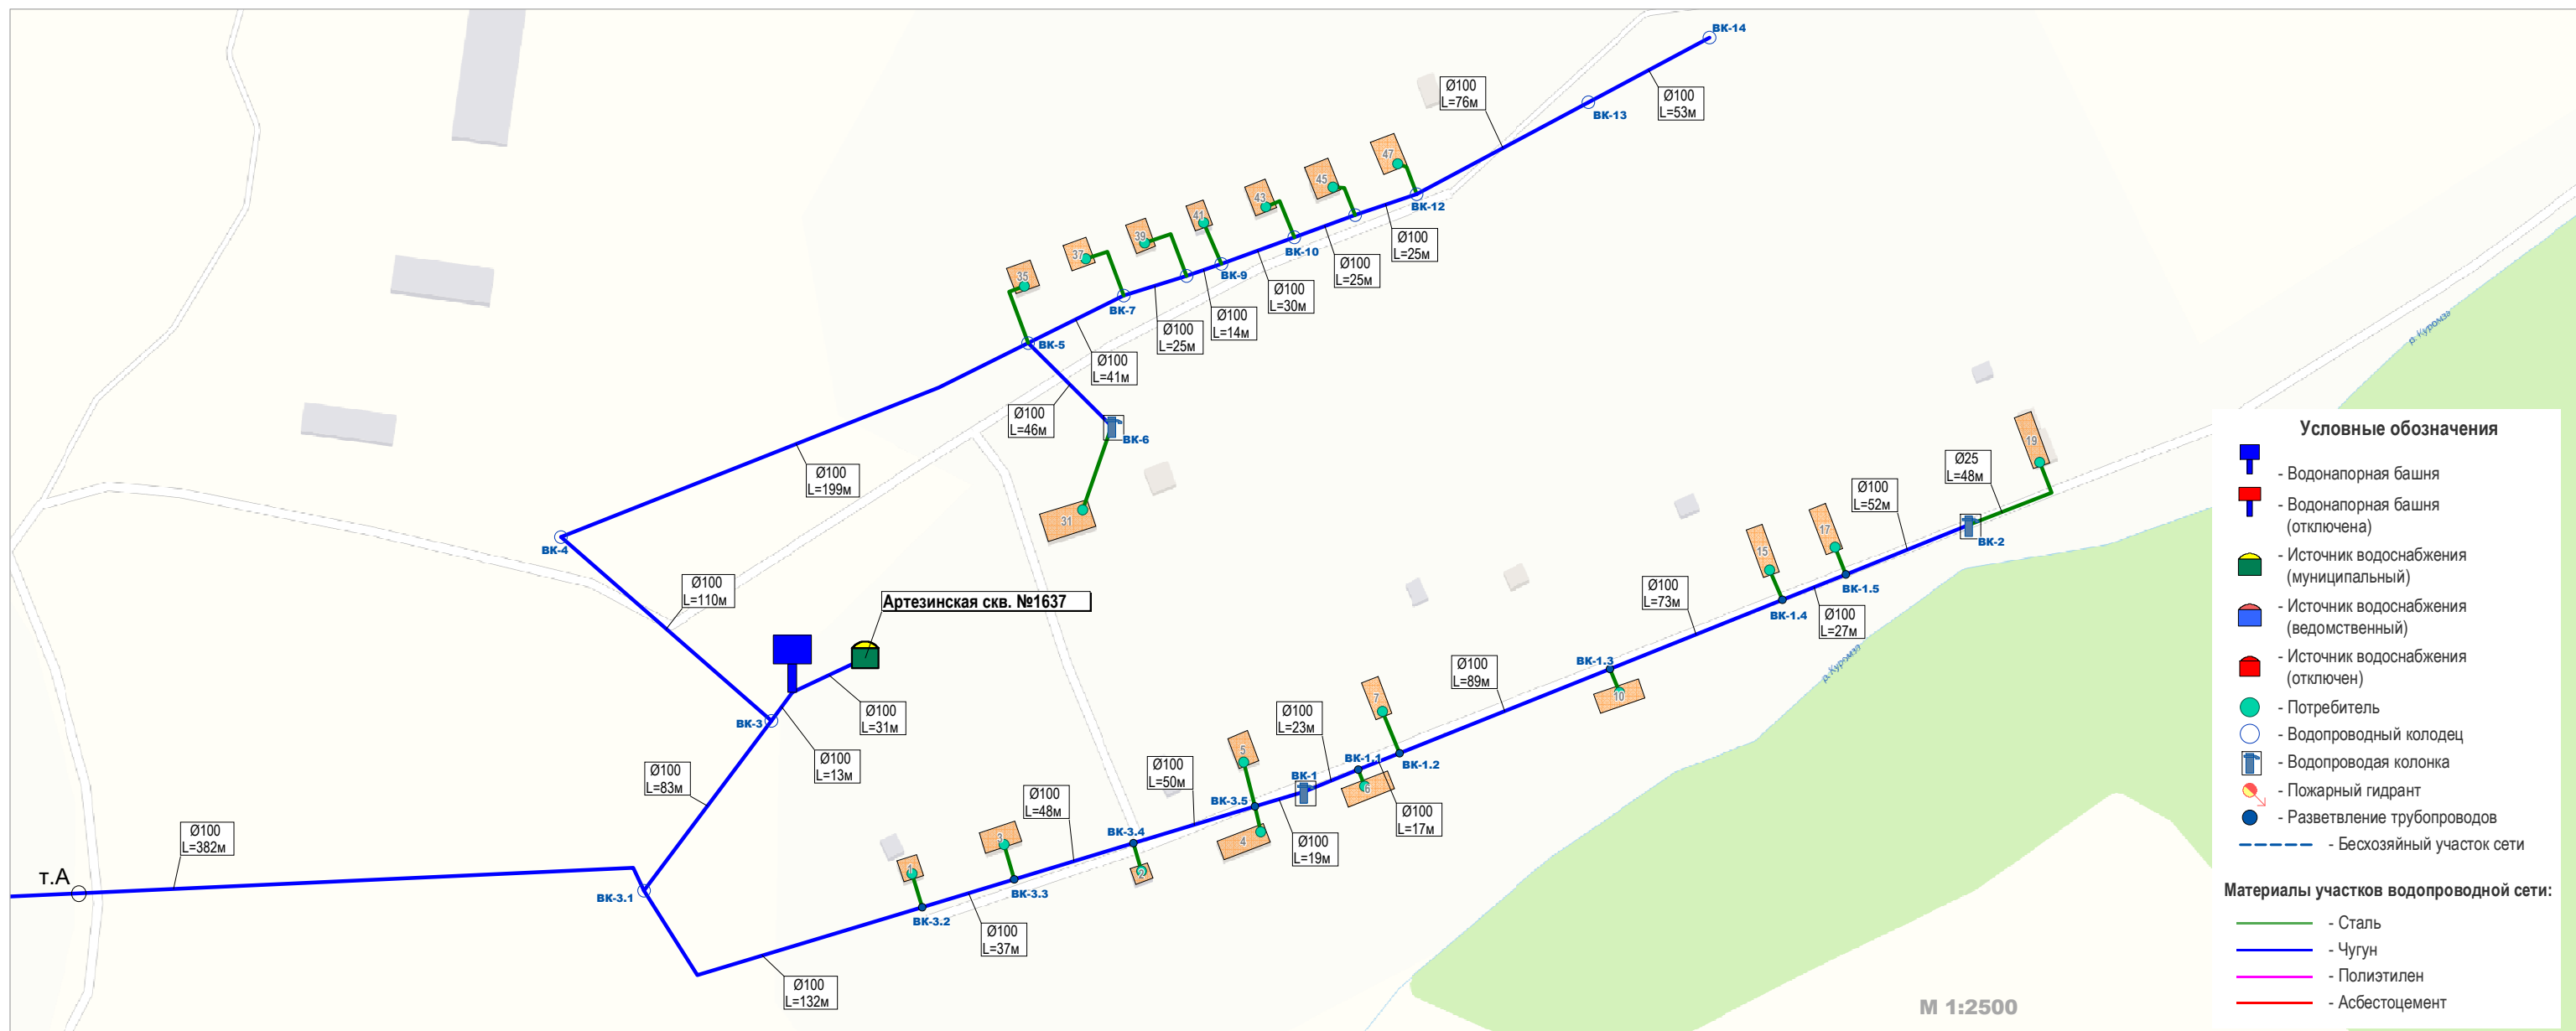 ВК-14
Ø100
L=76м
Ø100
L=53м
ВК-13
47
45
43
41
39
37
35
ВК-12
Ø100
L=25м
ВК-10
Ø100
L=25м
ВК-9
Ø100
L=30м
Ø100
L=14м
ВК-7
Ø100
L=25м
ВК-5
Ø100
L=41м
Ø100
L=46м
ВК-6
31
Ø100
L=199м
ВК-4
Ø100
L=110м
Артезинская скв. №1637
ВК-3
Ø100
L=31м
Ø100
L=13м
Ø100
L=83м
Ø100
L=382м
т.А
ВК-3.1
Ø100
L=132м
1
ВК-3.2
Ø100
L=37м
3
ВК-3.3
Ø100
L=48м
ВК-3.4
2
Ø100
L=50м
5
ВК-3.5
4
ВК-1
Ø100
L=19м
Ø100
L=23м
ВК-1.1
6
7
ВК-1.2
Ø100
L=17м
Ø100
L=89м
ВК-1.3
10
Ø100
L=73м
15
ВК-1.4
17
ВК-1.5
Ø100
L=27м
Ø100
L=52м
ВК-2
Ø25
L=48м
19
р. Куромза
р. Куромза
М 1:2500
Условные обозначения
- Водонапорная башня
- Водонапорная башня
(отключена)
- Источник водоснабжения
(муниципальный)
- Источник водоснабжения
(ведомственный)
- Источник водоснабжения
(отключен)
- Потребитель
- Водопроводный колодец
- Водопроводая колонка
- Пожарный гидрант
- Разветвление трубопроводов
- Бесхозяйный участок сети
Материалы участков водопроводной сети:
- Сталь
- Чугун
- Полиэтилен
- Асбестоцемент